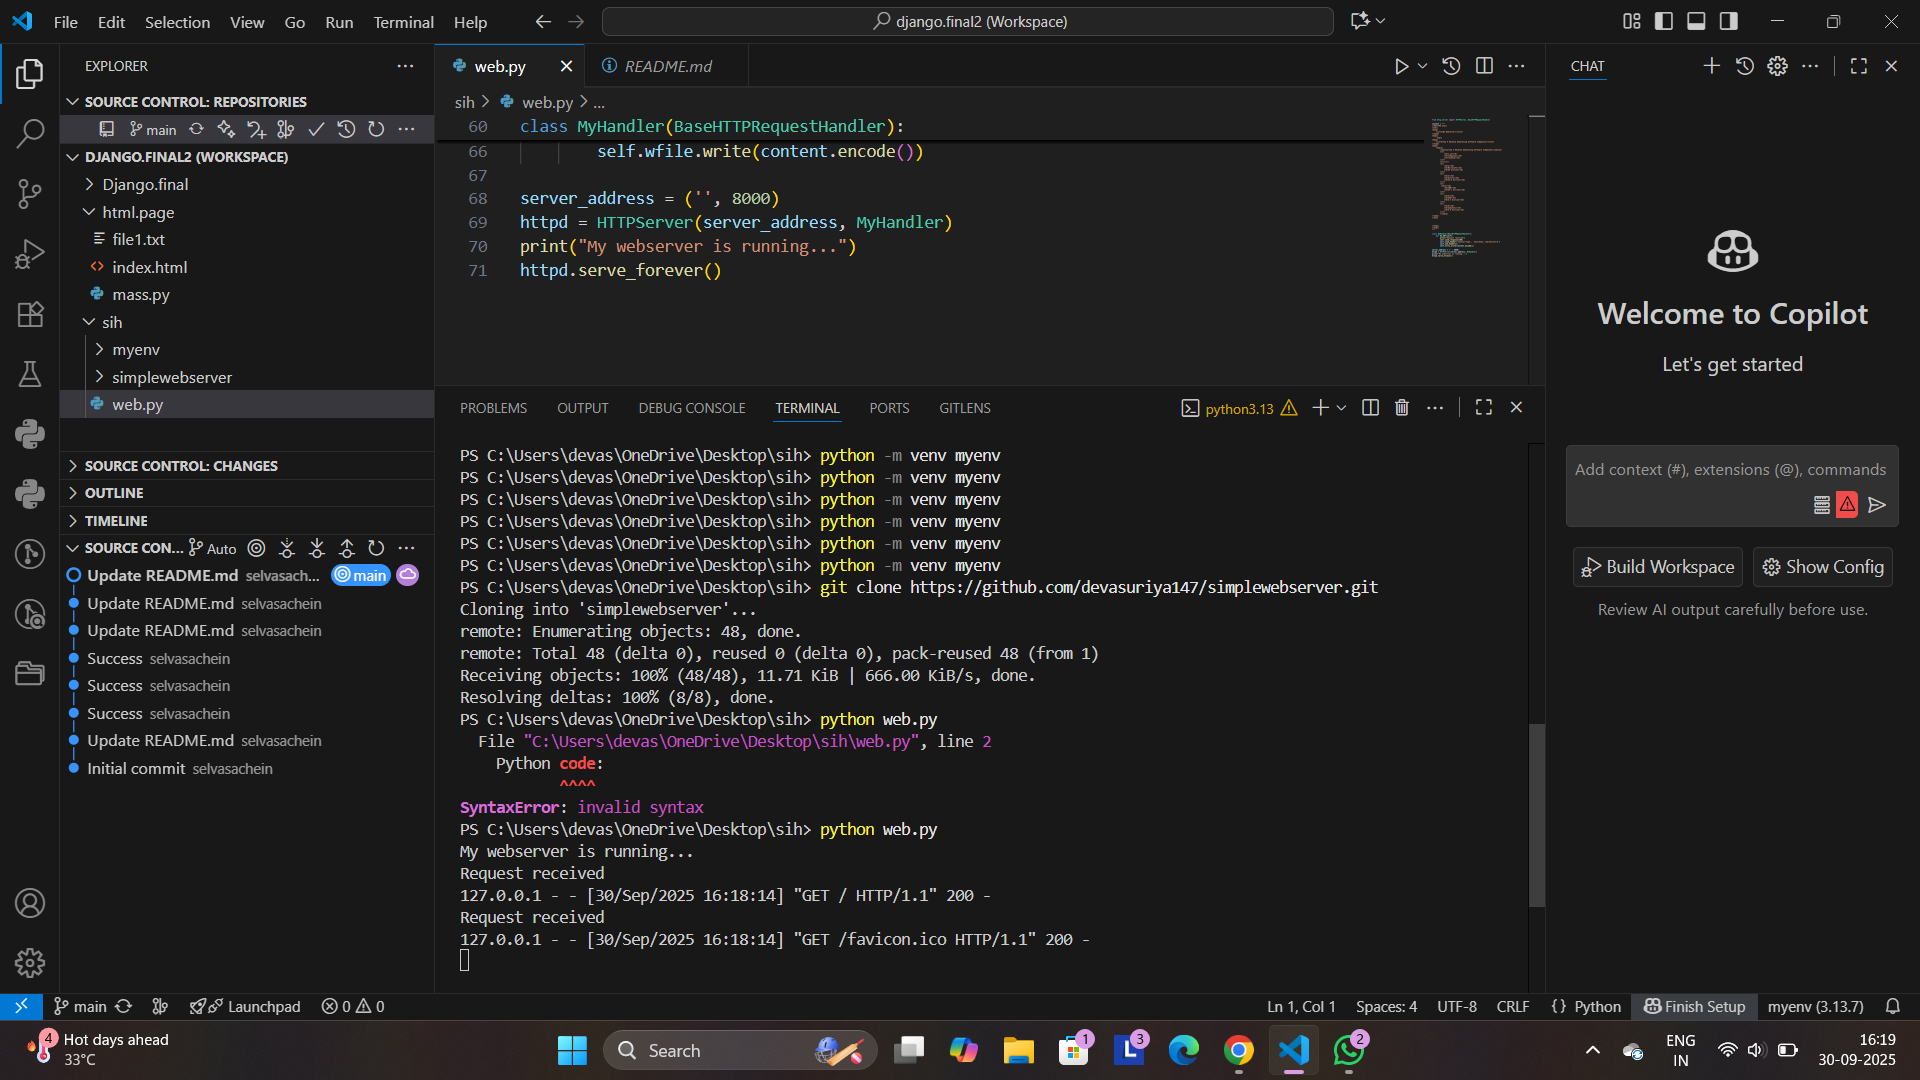 File Edit Selection View Go Run Terminal Help
django.final2 (Workspace)
EXPLORER
SOURCE CONTROL: REPOSITORIES
main
DJANGO.FINAL2 (WORKSPACE)
Django.final
html.page
file1.txt
index.html
mass.py
sih
myenv
simplewebserver
web.py
SOURCE CONTROL: CHANGES
OUTLINE
TIMELINE
SOURCE CON... Auto
Update README.md selvasach... main
Update README.md selvasachein
Update README.md selvasachein
Success selvasachein
Success selvasachein
Success selvasachein
Update README.md selvasachein
Initial commit selvasachein
web.py README.md
sih > web.py > ...
60 class MyHandler(BaseHTTPRequestHandler):
66 self.wfile.write(content.encode())
67
68 server_address = ('', 8000)
69 httpd = HTTPServer(server_address, MyHandler)
70 print("My webserver is running...")
71 httpd.serve_forever()
PROBLEMS OUTPUT DEBUG CONSOLE TERMINAL PORTS GITLENS
python3.13
PS C:\Users\devas\OneDrive\Desktop\sih> python -m venv myenv
PS C:\Users\devas\OneDrive\Desktop\sih> python -m venv myenv
PS C:\Users\devas\OneDrive\Desktop\sih> python -m venv myenv
PS C:\Users\devas\OneDrive\Desktop\sih> python -m venv myenv
PS C:\Users\devas\OneDrive\Desktop\sih> python -m venv myenv
PS C:\Users\devas\OneDrive\Desktop\sih> python -m venv myenv
PS C:\Users\devas\OneDrive\Desktop\sih> git clone https://github.com/devasuriya147/simplewebserver.git
Cloning into 'simplewebserver'...
remote: Enumerating objects: 48, done.
remote: Total 48 (delta 0), reused 0 (delta 0), pack-reused 48 (from 1)
Receiving objects: 100% (48/48), 11.71 KiB | 666.00 KiB/s, done.
Resolving deltas: 100% (8/8), done.
PS C:\Users\devas\OneDrive\Desktop\sih> python web.py
File "C:\Users\devas\OneDrive\Desktop\sih\web.py", line 2
Python code:
^^^^
SyntaxError: invalid syntax
PS C:\Users\devas\OneDrive\Desktop\sih> python web.py
My webserver is running...
Request received
127.0.0.1 - - [30/Sep/2025 16:18:14] "GET / HTTP/1.1" 200 -
Request received
127.0.0.1 - - [30/Sep/2025 16:18:14] "GET /favicon.ico HTTP/1.1" 200 -
CHAT
Welcome to Copilot
Let's get started
Add context (#), extensions (@), commands
Build Workspace
Show Config
Review AI output carefully before use.
main Launchpad 0 0
Ln 1, Col 1 Spaces: 4 UTF-8 CRLF {} Python Finish Setup myenv (3.13.7)
4
Hot days ahead
33°C
Search
1
3
2
ENG
IN
16:19
30-09-2025